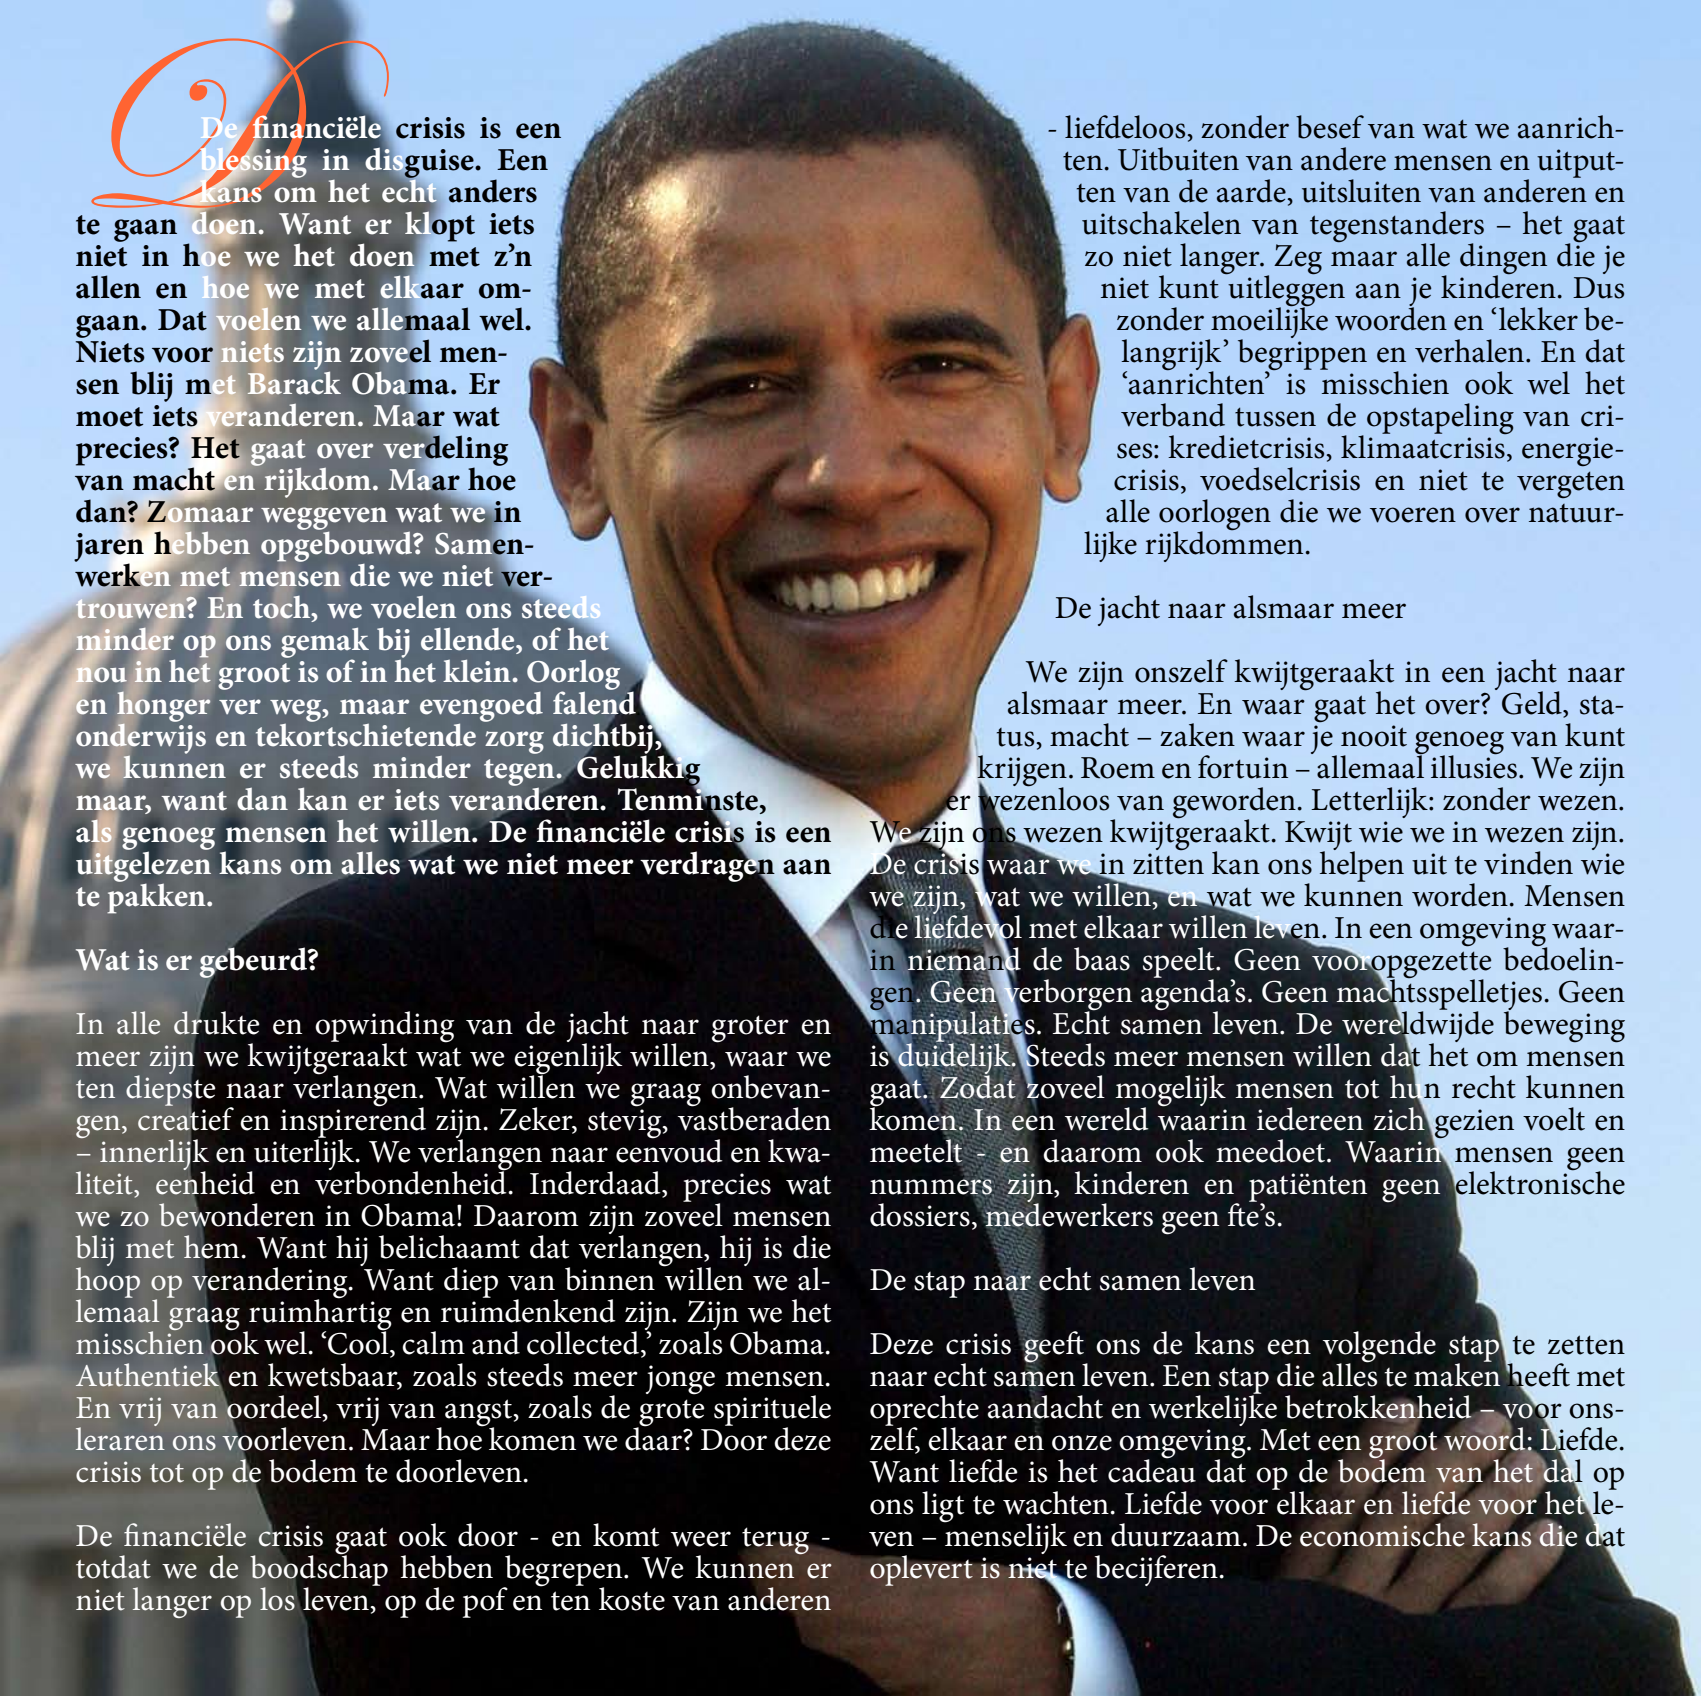 De financiële crisis is een
blessing in disguise. Een
kans om het echt anders
te gaan doen. Want er klopt iets
niet in hoe we het doen met z’n
allen en hoe we met elkaar om-
gaan. Dat voelen we allemaal wel.
Niets voor niets zijn zoveel men-
sen blij met Barack Obama. Er
moet iets veranderen. Maar wat
precies? Het gaat over verdeling
van macht en rijkdom. Maar hoe
dan? Zomaar weggeven wat we in
jaren hebben opgebouwd? Samen-
werken met mensen die we niet ver-
trouwen? En toch, we voelen ons steeds
minder op ons gemak bij ellende, of het
nou in het groot is of in het klein. Oorlog
en honger ver weg, maar evengoed falend
onderwijs en tekortschietende zorg dichtbij,
we kunnen er steeds minder tegen. Gelukkig
maar, want dan kan er iets veranderen. Tenminste,
als genoeg mensen het willen. De financiële crisis is een
uitgelezen kans om alles wat we niet meer verdragen aan
te pakken.
Wat is er gebeurd?
In alle drukte en opwinding van de jacht naar groter en
meer zijn we kwijtgeraakt wat we eigenlijk willen, waar we
ten diepste naar verlangen. Wat willen we graag onbevan-
gen, creatief en inspirerend zijn. Zeker, stevig, vastberaden
– innerlijk en uiterlijk. We verlangen naar eenvoud en kwa-
liteit, eenheid en verbondenheid. Inderdaad, precies wat
we zo bewonderen in Obama! Daarom zijn zoveel mensen
blij met hem. Want hij belichaamt dat verlangen, hij is die
hoop op verandering. Want diep van binnen willen we al-
lemaal graag ruimhartig en ruimdenkend zijn. Zijn we het
misschien ook wel. ‘Cool, calm and collected,’ zoals Obama.
Authentiek en kwetsbaar, zoals steeds meer jonge mensen.
En vrij van oordeel, vrij van angst, zoals de grote spirituele
leraren ons voorleven. Maar hoe komen we daar? Door deze
crisis tot op de bodem te doorleven.
De financiële crisis gaat ook door - en komt weer terug -
totdat we de boodschap hebben begrepen. We kunnen er
niet langer op los leven, op de pof en ten koste van anderen
- liefdeloos, zonder besef van wat we aanrich-
ten. Uitbuiten van andere mensen en uitput-
ten van de aarde, uitsluiten van anderen en
uitschakelen van tegenstanders – het gaat
zo niet langer. Zeg maar alle dingen die je
niet kunt uitleggen aan je kinderen. Dus
zonder moeilijke woorden en ‘lekker be-
langrijk’ begrippen en verhalen. En dat
‘aanrichten’ is misschien ook wel het
verband tussen de opstapeling van cri-
ses: kredietcrisis, klimaatcrisis, energie-
crisis, voedselcrisis en niet te vergeten
alle oorlogen die we voeren over natuur-
lijke rijkdommen.
De jacht naar alsmaar meer
We zijn onszelf kwijtgeraakt in een jacht naar
alsmaar meer. En waar gaat het over? Geld, sta-
tus, macht – zaken waar je nooit genoeg van kunt
krijgen. Roem en fortuin – allemaal illusies. We zijn
er wezenloos van geworden. Letterlijk: zonder wezen.
We zijn ons wezen kwijtgeraakt. Kwijt wie we in wezen zijn.
De crisis waar we in zitten kan ons helpen uit te vinden wie
we zijn, wat we willen, en wat we kunnen worden. Mensen
die liefdevol met elkaar willen leven. In een omgeving waar-
in niemand de baas speelt. Geen vooropgezette bedoelin-
gen. Geen verborgen agenda’s. Geen machtsspelletjes. Geen
manipulaties. Echt samen leven. De wereldwijde beweging
is duidelijk. Steeds meer mensen willen dat het om mensen
gaat. Zodat zoveel mogelijk mensen tot hun recht kunnen
komen. In een wereld waarin iedereen zich gezien voelt en
meetelt - en daarom ook meedoet. Waarin mensen geen
nummers zijn, kinderen en patiënten geen elektronische
dossiers, medewerkers geen fte’s.
De stap naar echt samen leven
Deze crisis geeft ons de kans een volgende stap te zetten
naar echt samen leven. Een stap die alles te maken heeft met
oprechte aandacht en werkelijke betrokkenheid – voor ons-
zelf, elkaar en onze omgeving. Met een groot woord: Liefde.
Want liefde is het cadeau dat op de bodem van het dal op
ons ligt te wachten. Liefde voor elkaar en liefde voor het le-
ven – menselijk en duurzaam. De economische kans die dat
oplevert is niet te becijferen.